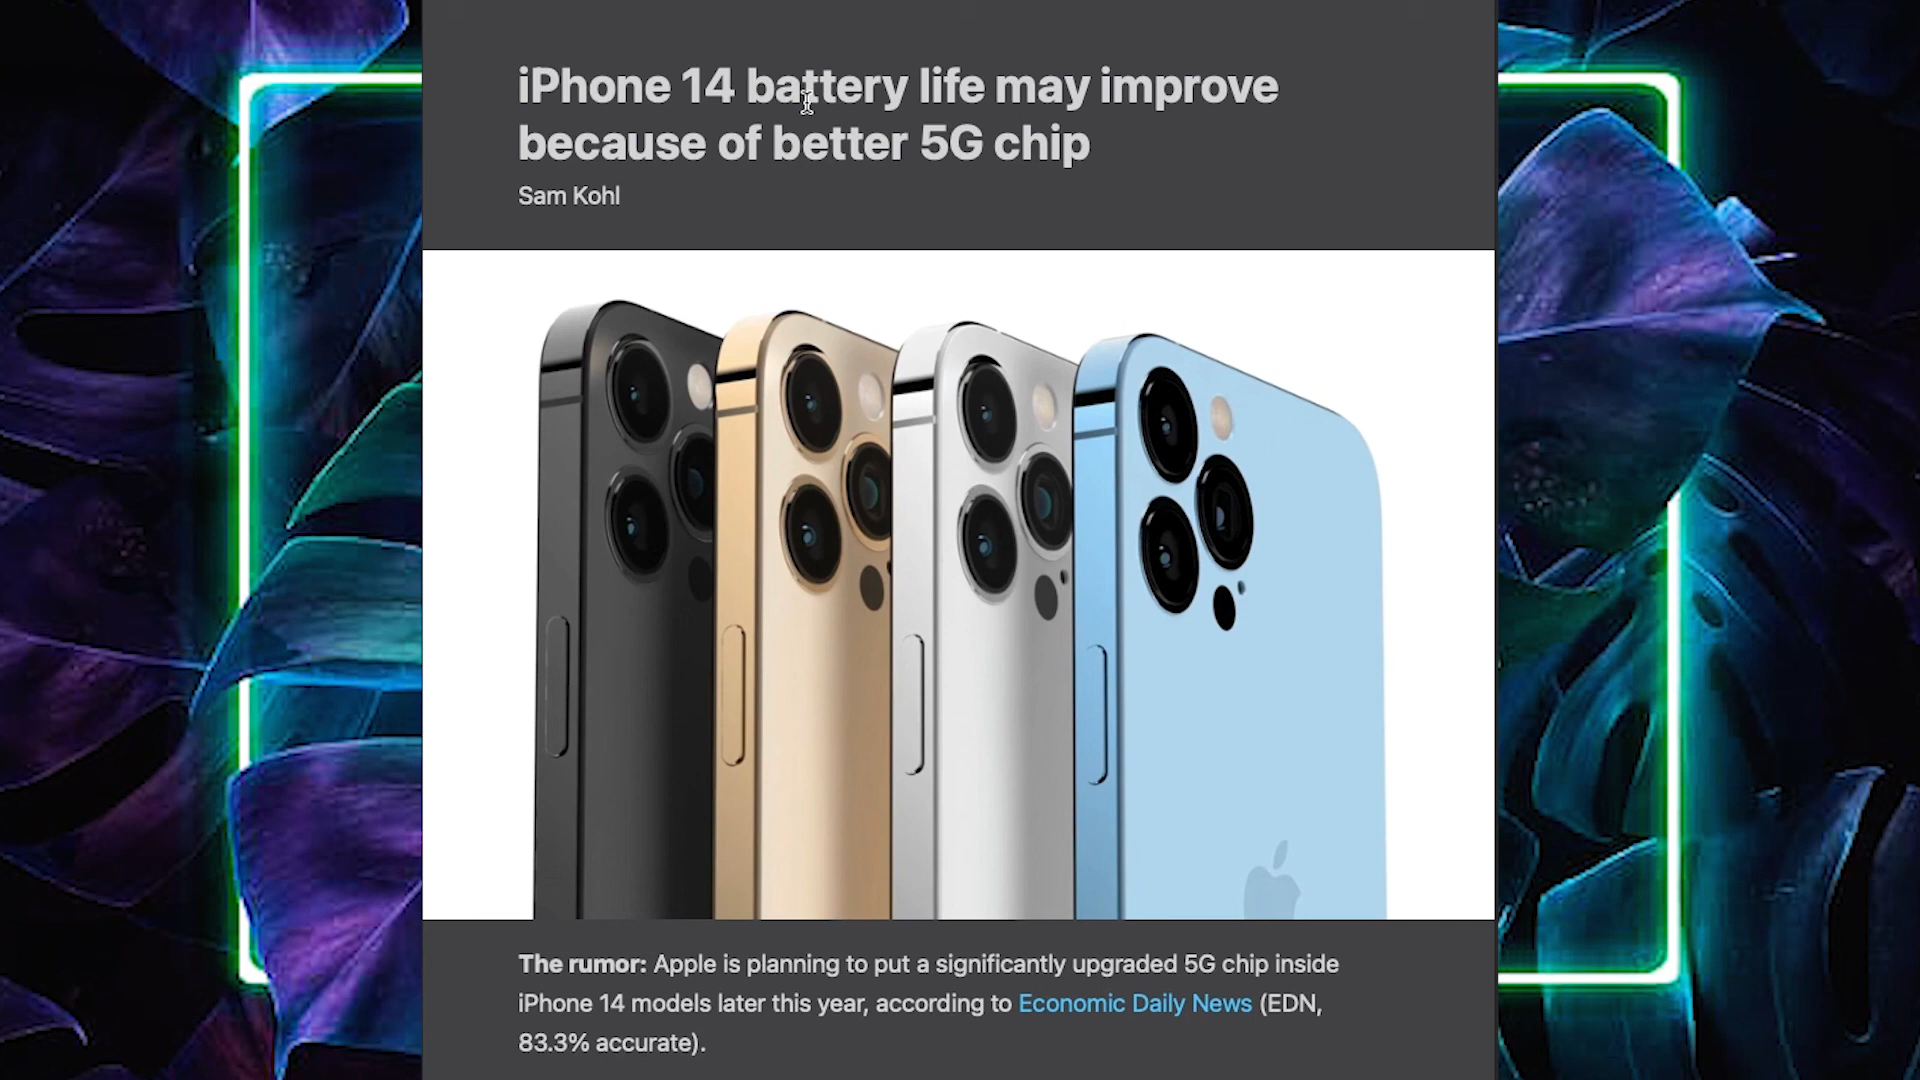 iPhone 14 battery life may improve
because of better 5G chip
Sam Kohl
The rumor: Apple is planning to put a significantly upgraded 5G chip inside
iPhone 14 models later this year, according to Economic Daily News (EDN,
83.3% accurate).